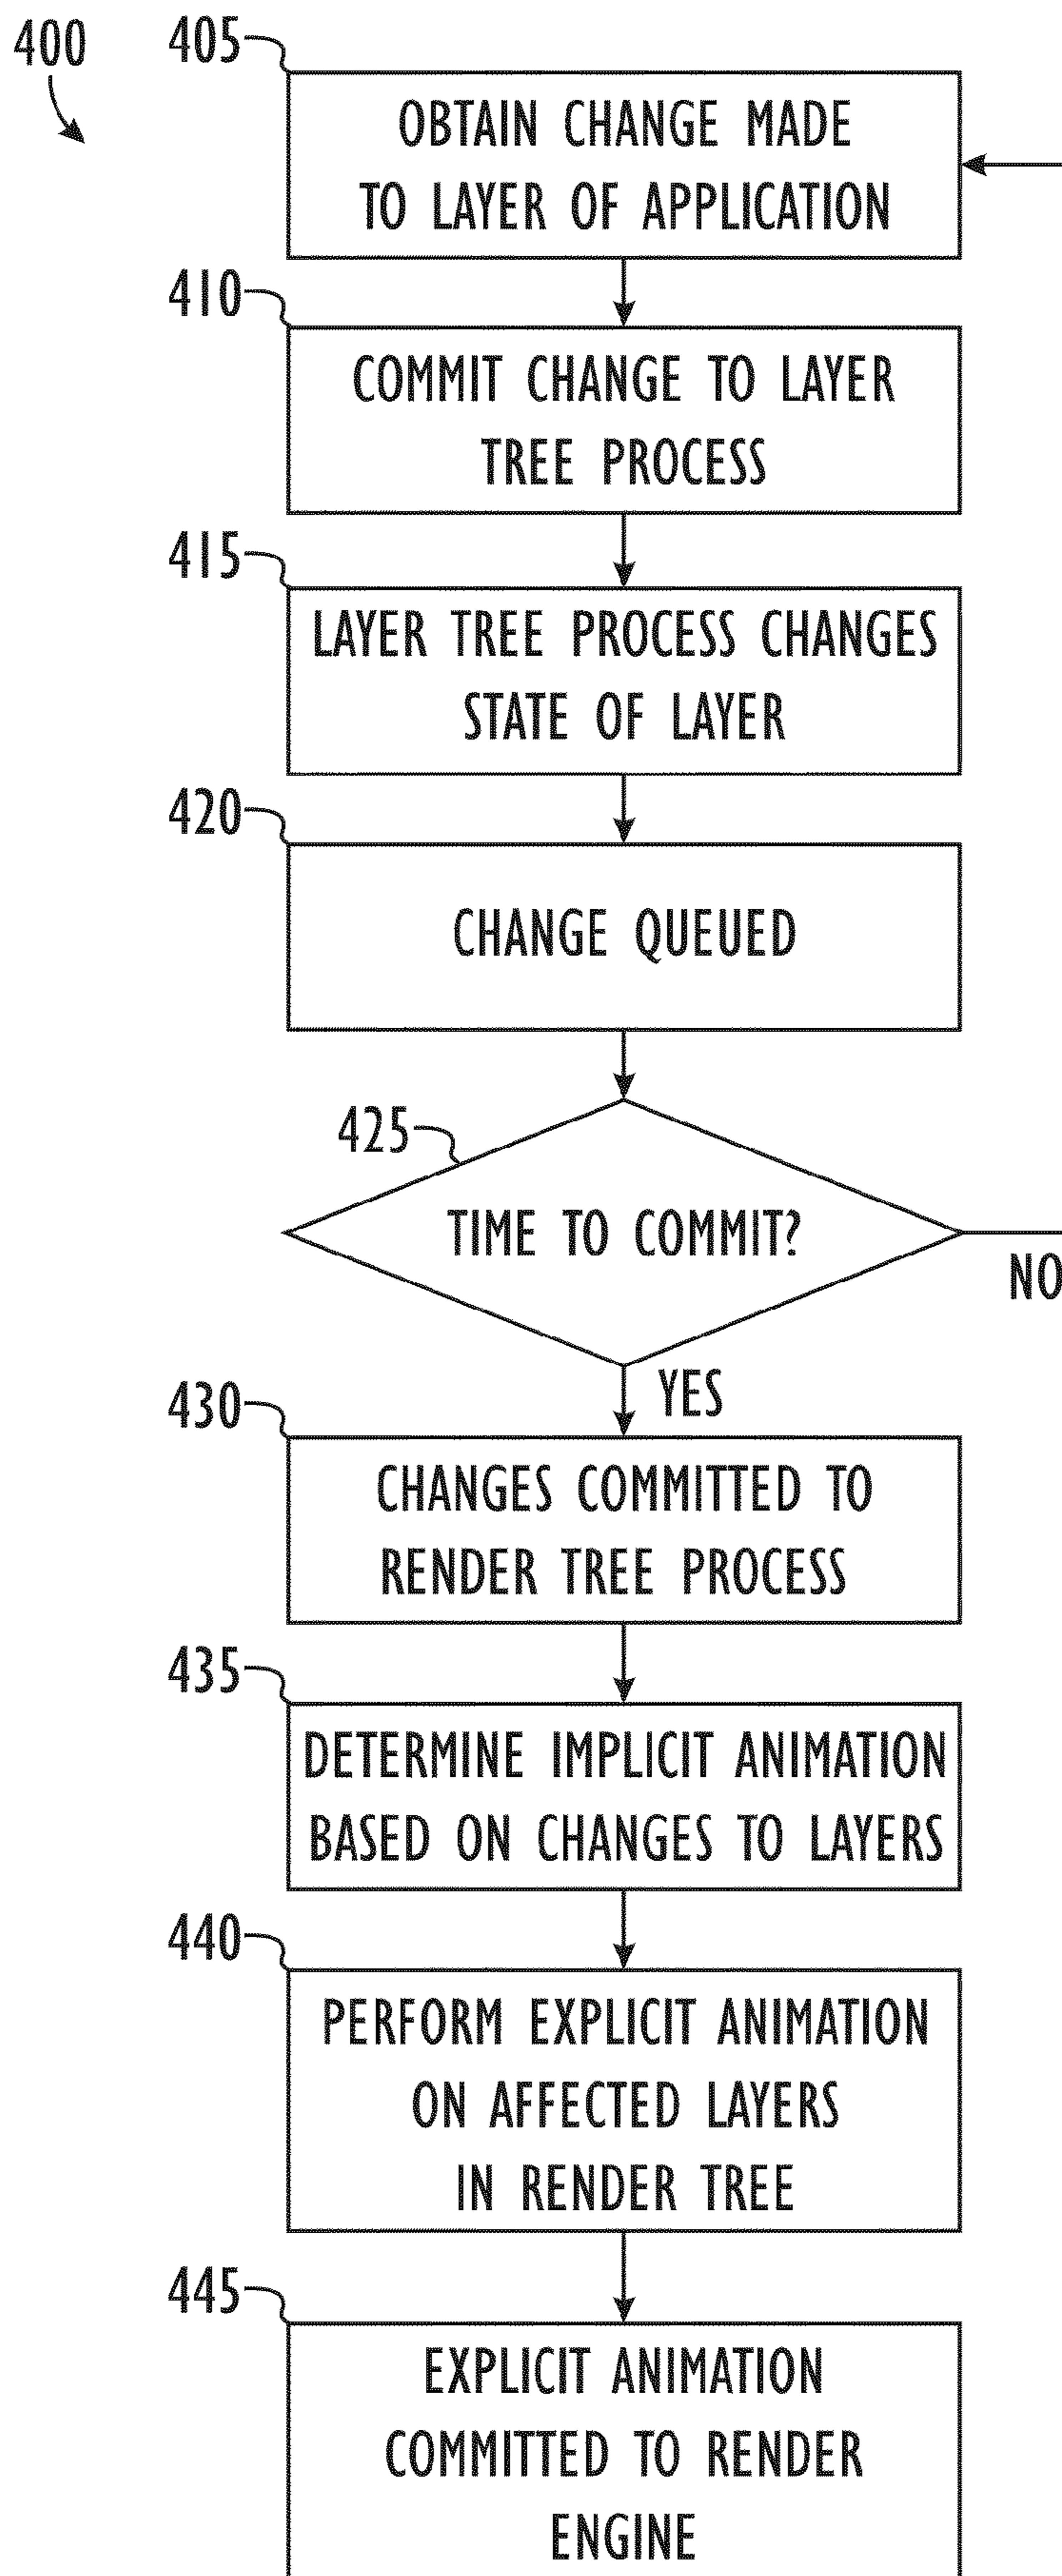 400
405
OBTAIN CHANGE MADE
TO LAYER OF APPLICATION
410
COMMIT CHANGE TO LAYER
TREE PROCESS
415
LAYER TREE PROCESS CHANGES
STATE OF LAYER
420
CHANGE QUEUED
425
TIME TO COMMIT?
NO
YES
430
CHANGES COMMITTED TO
RENDER TREE PROCESS
435
DETERMINE IMPLICIT ANIMATION
BASED ON CHANGES TO LAYERS
440
PERFORM EXPLICIT ANIMATION
ON AFFECTED LAYERS
IN RENDER TREE
445
EXPLICIT ANIMATION
COMMITTED TO RENDER
ENGINE